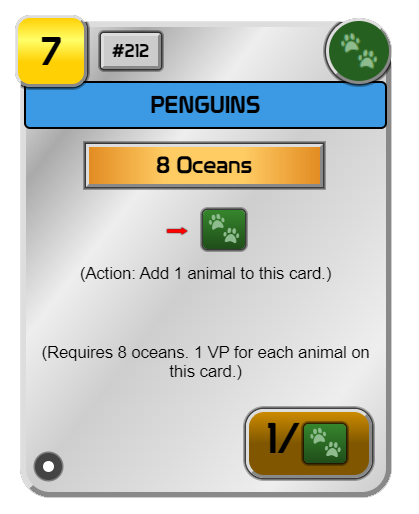 7
#212
PENGUINS
8 Oceans
(Action: Add 1 animal to this card.)
(Requires 8 oceans. 1 VP for each animal on
this card.)
1/